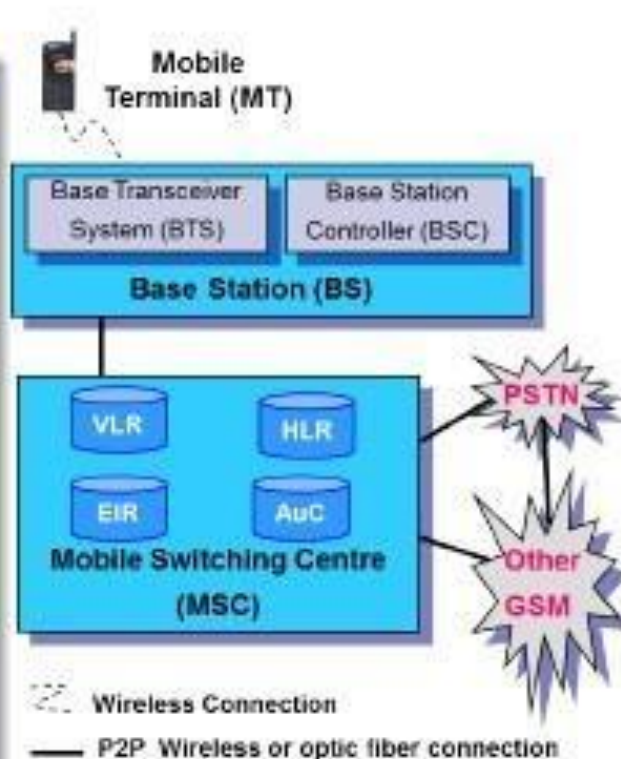 Mobile
Terminal (MT)
Base Transceiver
System (BTS)
Base Station
Controller (BSC)
Base Station (BS)
VLR
HLR
EIR
AuC
Mobile Switching Centre
(MSC)
PSTN
Other
GSM
Wireless Connection
P2P Wireless or optic fiber connection